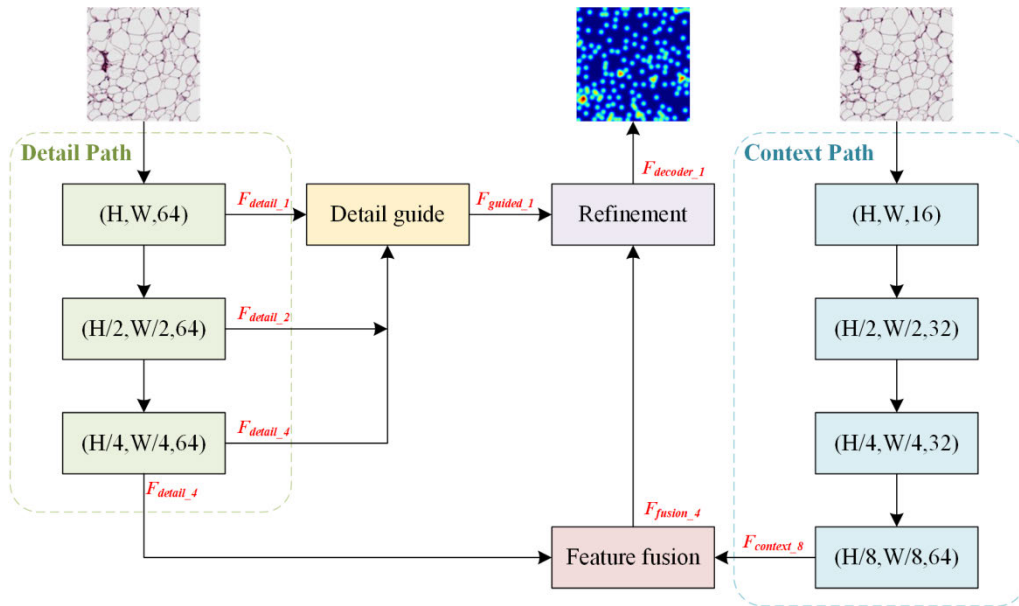 Detail Path
Context Path
F_decoder_1
(H,W,64)
F_detail_1
Detail guide
F_guided_1
Refinement
(H,W,16)
(H/2,W/2,64)
F_detail_2
(H/2,W/2,32)
(H/4,W/4,64)
F_detail_4
(H/4,W/4,32)
F_detail_4
F_fusion_4
Feature fusion
F_context_8
(H/8,W/8,64)